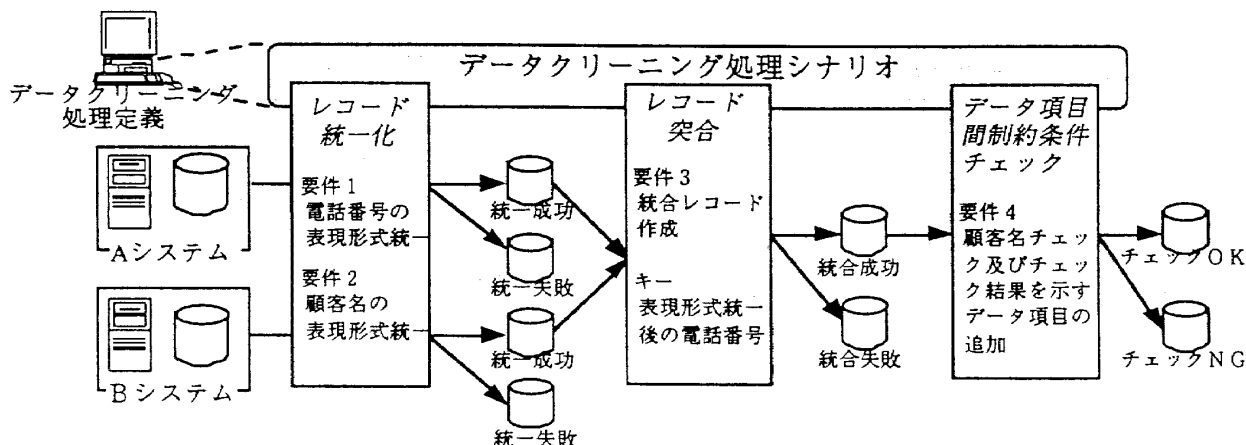 データクリーニング処理シナリオ
データクリーニング
処理定義
Aシステム
Bシステム
レコード
統一化
要件1
電話番号の
表現形式統一
要件2
顧客名の
表現形式統一
統一成功
統一失敗
統一成功
統一失敗
レコード
突合
要件3
統合レコード
作成
キー
表現形式統一
後の電話番号
統合成功
統合失敗
データ項目
間制約条件
チェック
要件4
顧客名チェッ
ク及びチェッ
ク結果を示す
データ項目の
追加
チェックOK
チェックNG